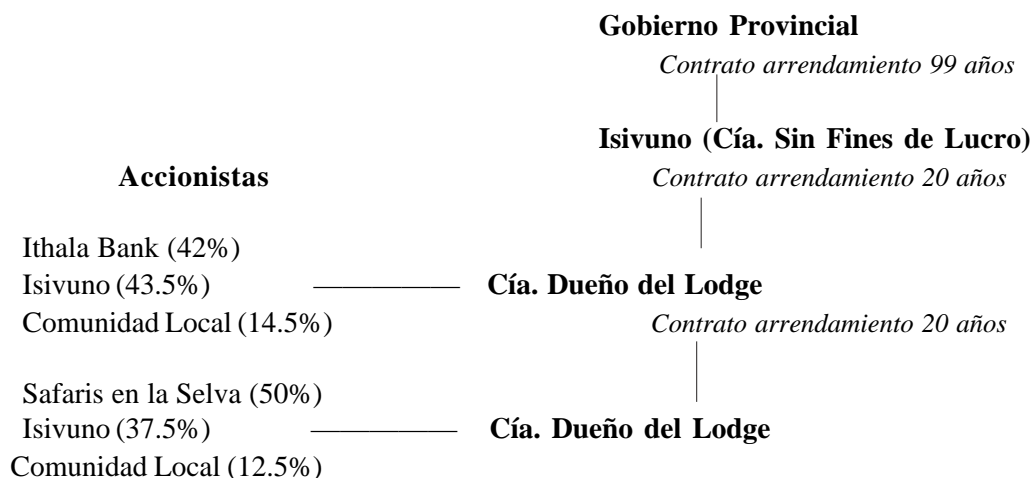 Gobierno Provincial
Contrato arrendamiento 99 años
Isivuno (Cía. Sin Fines de Lucro)
Accionistas
Contrato arrendamiento 20 años
Ithala Bank (42%)
Isivuno (43.5%)
Cía. Dueño del Lodge
Comunidad Local (14.5%)
Contrato arrendamiento 20 años
Safaris en la Selva (50%)
Isivuno (37.5%)
Cía. Dueño del Lodge
Comunidad Local (12.5%)